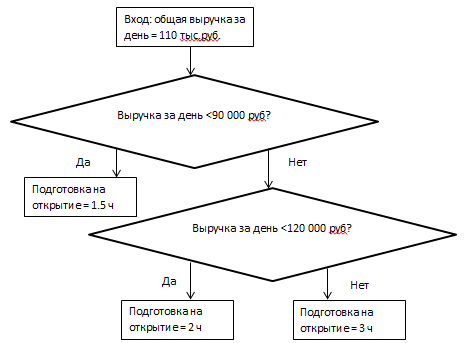 Вход: общая выручка за
день = 110 тыс.руб.
Выручка за день <90 000 руб?
Да
Нет
Подготовка на
открытие = 1.5 ч
Выручка за день <120 000 руб?
Да
Нет
Подготовка на
открытие = 2 ч
Подготовка на
открытие = 3 ч